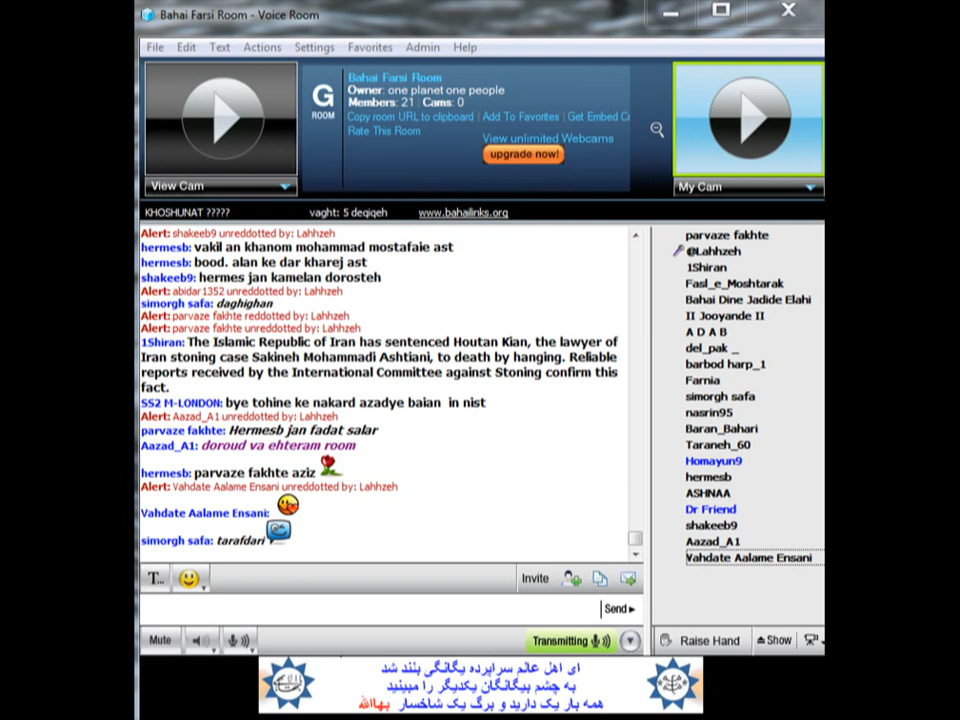 Bahai Farsi Room - Voice Room
File Edit Text Actions Settings Favorites Admin Help
G
ROOM
Bahai Farsi Room
Owner: one planet one people
Members: 21 | Cams: 0
Copy room URL to clipboard | Add To Favorites | Get Embed Co
Rate This Room
View unlimited Webcams
upgrade now!
View Cam
My Cam
KHOSHUNAT ????? vaght: 5 deqiqeh www.bahailinks.org
Alert: shakeeb9 unreddotted by: Lahhzeh
hermesb: vakil an khanom mohammad mostafaie ast
hermesb: bood. alan ke dar kharej ast
shakeeb9: hermes jan kamelan dorosteh
Alert: abidar1352 unreddotted by: Lahhzeh
simorgh safa: daghighan
Alert: parvaze fakhte reddotted by: Lahhzeh
Alert: parvaze fakhte unreddotted by: Lahhzeh
1Shiran: The Islamic Republic of Iran has sentenced Houtan Kian, the lawyer of
Iran stoning case Sakineh Mohammadi Ashtiani, to death by hanging. Reliable
reports received by the International Committee against Stoning confirm this
fact.
SS2 M-LONDON: bye tohine ke nakard azadye baian in nist
Alert: Aazad_A1 unreddotted by: Lahhzeh
parvaze fakhte: Hermesb jan fadat salar
Aazad_A1: doroud va ehteram room
hermesb: parvaze fakhte aziz
Alert: Vahdate Aalame Ensani unreddotted by: Lahhzeh
Vahdate Aalame Ensani:
simorgh safa: tarafdari
parvaze fakhte
@Lahhzeh
1Shiran
Fasl_e_Moshtarak
Bahai Dine Jadide Elahi
II Jooyande II
A D A B
del_pak _
barbod harp_1
Farnia
simorgh safa
nasrin95
Baran_Bahari
Taraneh_60
Homayun9
hermesb
ASHNAA
Dr Friend
shakeeb9
Aazad_A1
Vahdate Aalame Ensani
T... Invite
Send
Mute Transmitting Raise Hand Show
ای اهل عالم سراپرده یگانگی بلند شد
به چشم بیگانگان یکدیگر را مبینید
همه بار یک دارید و برگ یک شاخسار بهاالله